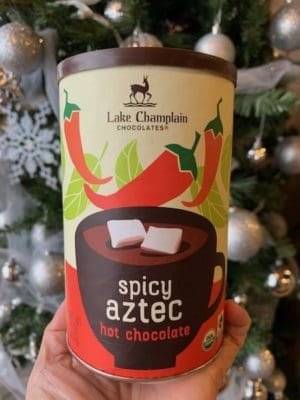 Lake Champlain
CHOCOLATES®
spicy
aztec
hot chocolate